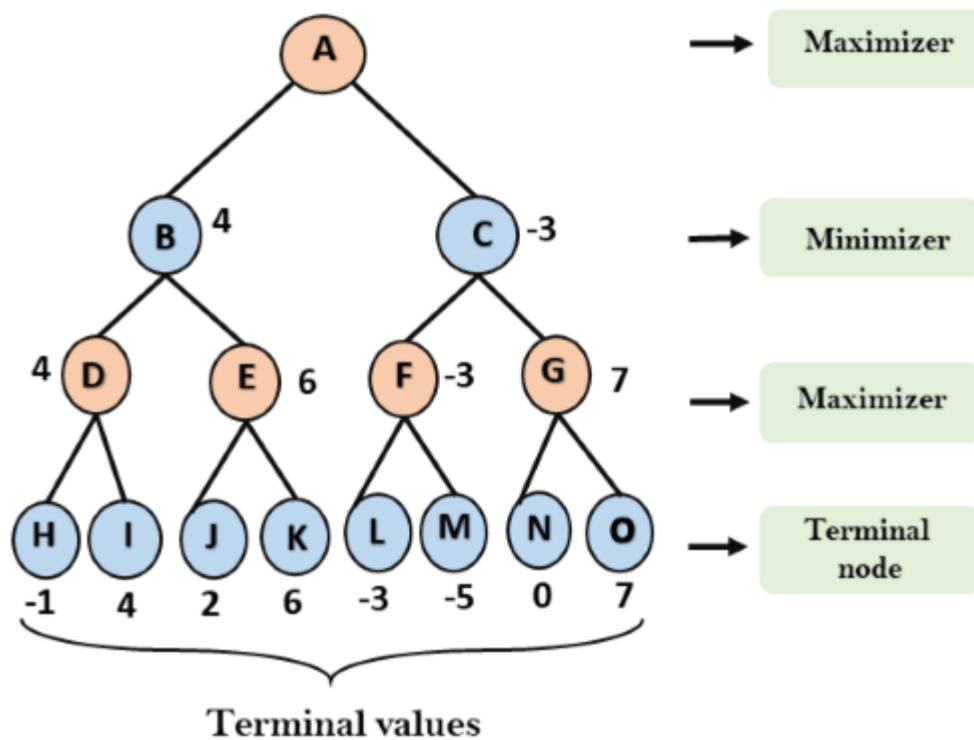 A
Maximizer
B
4
C
-3
Minimizer
4
D
E
6
F
-3
G
7
Maximizer
H
I
J
K
L
M
N
O
Terminal
node
-1
4
2
6
-3
-5
0
7
Terminal values